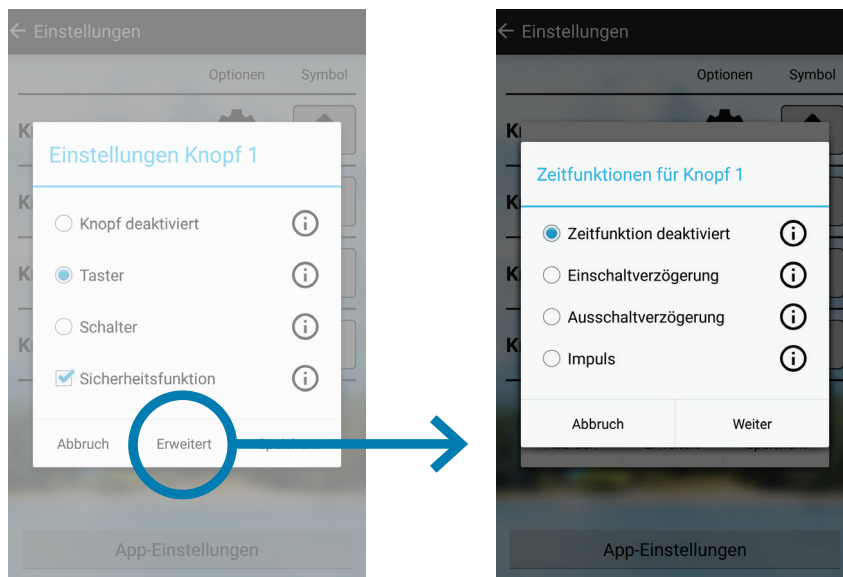 Einstellungen
Optionen Symbol
K
Einstellungen Knopf 1
K
Knopf deaktiviert
K
Taster
Schalter
K
Sicherheitsfunktion
Abbruch Erweitert
App-Einstellungen
Einstellungen
Optionen Symbol
K
Zeitfunktionen für Knopf 1
K
Zeitfunktion deaktiviert
K
Einschaltverzögerung
Ausschaltverzögerung
K
Impuls
Abbruch Weiter
App-Einstellungen